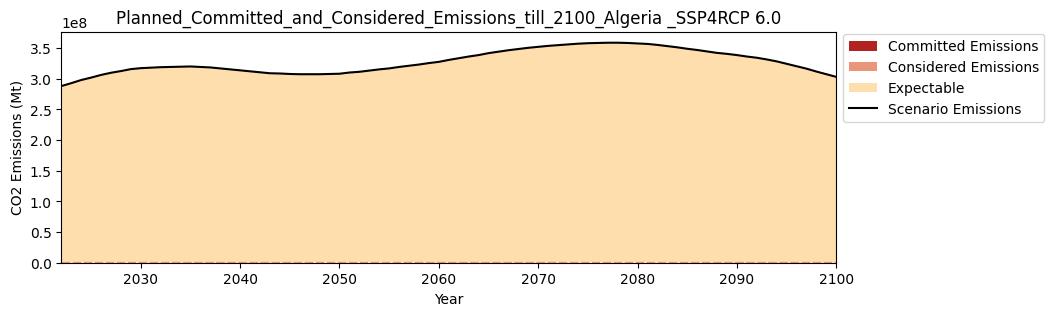 Planned_Committed_and_Considered_Emissions_till_2100_Algeria _SSP4RCP 6.0
1e8
3.5
3.0
2.5
2.0
1.5
1.0
0.5
0.0
CO2 Emissions (Mt)
2030 2040 2050 2060 2070 2080 2090 2100
Year
Committed Emissions
Considered Emissions
Expectable
Scenario Emissions